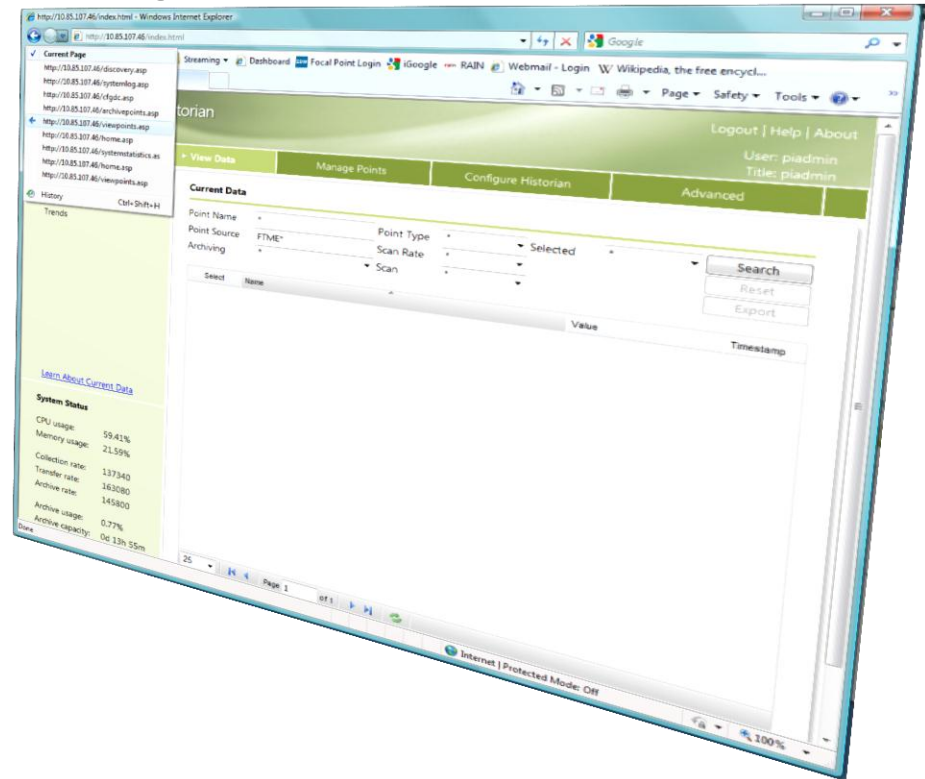 http://10.85.107.46/index.html - Windows Internet Explorer
http://10.85.107.46/index.html
Google
Current Page
http://10.85.107.46/discovery.asp
http://10.85.107.46/systemlog.asp
http://10.85.107.46/cfgdc.asp
http://10.85.107.46/archivepoints.asp
http://10.85.107.46/viewpoints.asp
http://10.85.107.46/home.asp
http://10.85.107.46/systemstatistics.as
http://10.85.107.46/home.asp
http://10.85.107.46/viewpoints.asp
History Ctrl+Shift+H
Streaming Dashboard Focal Point Login iGoogle RAIN Webmail - Login W Wikipedia, the free encycl...
Page Safety Tools
torian
Logout | Help | About
User: piadmin
Title: piadmin
View Data Manage Points Configure Historian Advanced
Trends
Current Data
Point Name * Point Type * Selected *
Point Source FTME* Scan Rate *
Archiving * Scan *
Search
Reset
Export
Select Name Value Timestamp
Learn About Current Data
System Status
CPU usage: 59.41%
Memory usage: 21.59%
Collection rate: 137340
Transfer rate: 163080
Archive rate: 145800
Archive usage: 0.77%
Archive capacity: 0d 13h 55m
25 Page 1 of 1
Done
Internet | Protected Mode: Off
100%